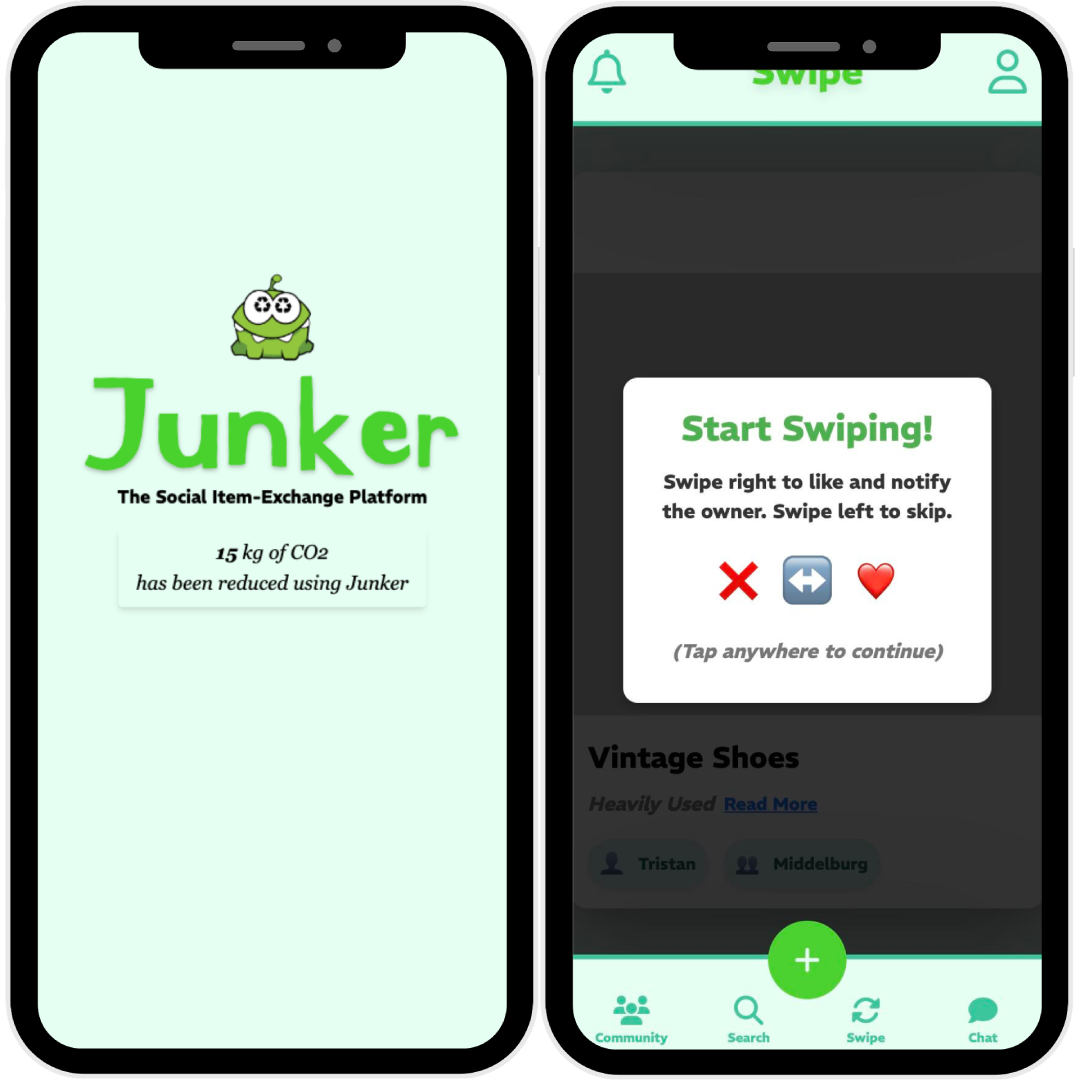 Junker
The Social Item-Exchange Platform
15 kg of CO2
has been reduced using Junker
Swipe
Start Swiping!
Swipe right to like and notify
the owner. Swipe left to skip.
(Tap anywhere to continue)
Vintage Shoes
Heavily Used Read More
Tristan Middelburg
Community Search Swipe Chat